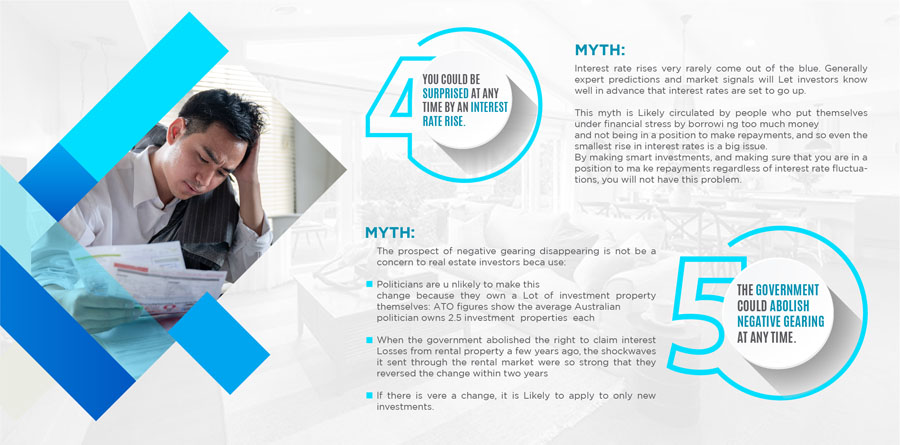 4
YOU COULD BE
SURPRISED AT ANY
TIME BY AN INTEREST
RATE RISE.
MYTH:
Interest rate rises very rarely come out of the blue. Generally
expert predictions and market signals will Let investors know
well in advance that interest rates are set to go up.
This myth is Likely circulated by people who put themselves
under financial stress by borrowi ng too much money
and not being in a position to make repayments, and so even the
smallest rise in interest rates is a big issue.
By making smart investments, and making sure that you are in a
position to ma ke repayments regardless of interest rate fluctua-
tions, you will not have this problem.
MYTH:
The prospect of negative gearing disappearing is not be a
concern to real estate investors beca use:
Politicians are u nlikely to make this
change because they own a Lot of investment property
themselves: ATO figures show the average Australian
politician owns 2.5 investment properties each
When the government abolished the right to claim interest
Losses from rental property a few years ago, the shockwaves
it sent through the rental market were so strong that they
reversed the change within two years
If there is vere a change, it is Likely to apply to only new
investments.
5
THE GOVERNMENT
COULD ABOLISH
NEGATIVE GEARING
AT ANY TIME.